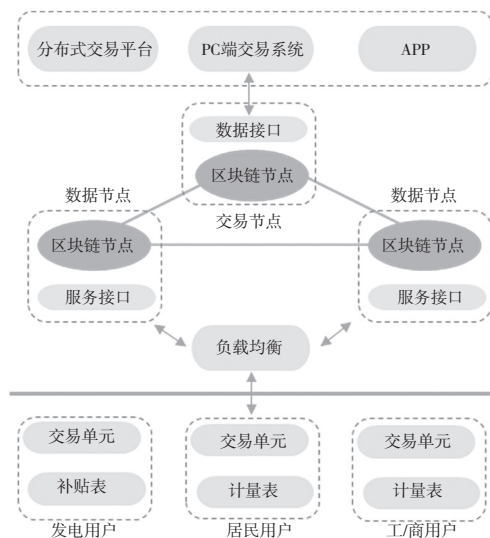 分布式交易平台 PC端交易系统 APP
数据接口
区块链节点
数据节点 数据节点
交易节点
区块链节点 区块链节点
服务接口 服务接口
负载均衡
交易单元 交易单元 交易单元
补贴表 计量表 计量表
发电用户 居民用户 工/商用户